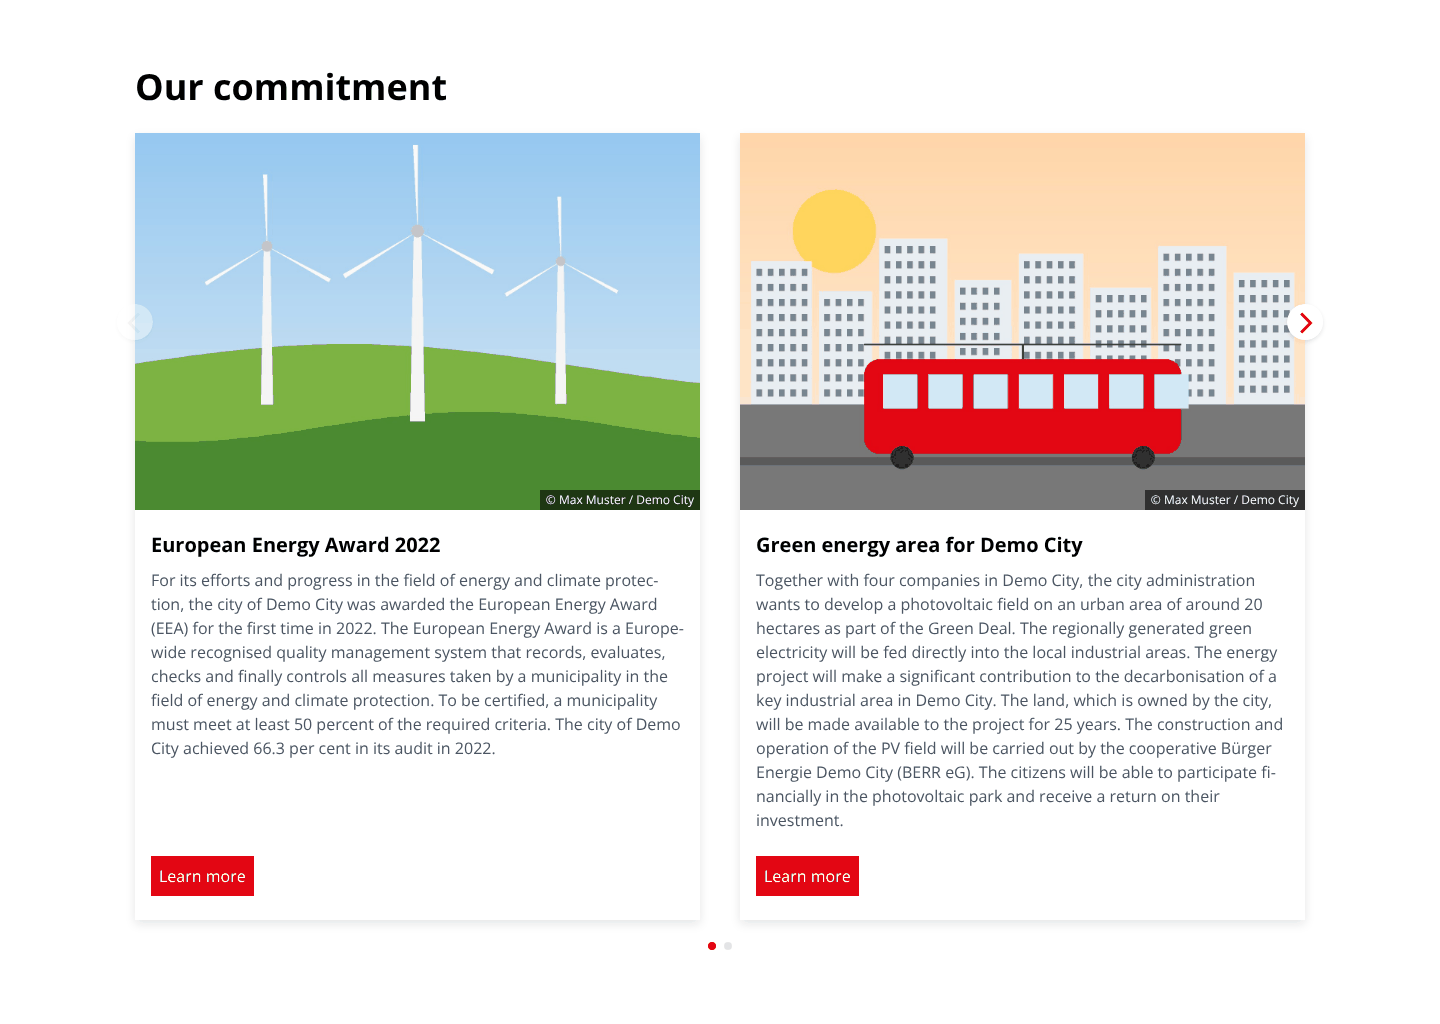 Our commitment
© Max Muster / Demo City
European Energy Award 2022
For its efforts and progress in the field of energy and climate protec-
tion, the city of Demo City was awarded the European Energy Award
(EEA) for the first time in 2022. The European Energy Award is a Europe-
wide recognised quality management system that records, evaluates,
checks and finally controls all measures taken by a municipality in the
field of energy and climate protection. To be certified, a municipality
must meet at least 50 percent of the required criteria. The city of Demo
City achieved 66.3 per cent in its audit in 2022.
Learn more
© Max Muster / Demo City
Green energy area for Demo City
Together with four companies in Demo City, the city administration
wants to develop a photovoltaic field on an urban area of around 20
hectares as part of the Green Deal. The regionally generated green
electricity will be fed directly into the local industrial areas. The energy
project will make a significant contribution to the decarbonisation of a
key industrial area in Demo City. The land, which is owned by the city,
will be made available to the project for 25 years. The construction and
operation of the PV field will be carried out by the cooperative Bürger
Energie Demo City (BERR eG). The citizens will be able to participate fi-
nancially in the photovoltaic park and receive a return on their
investment.
Learn more